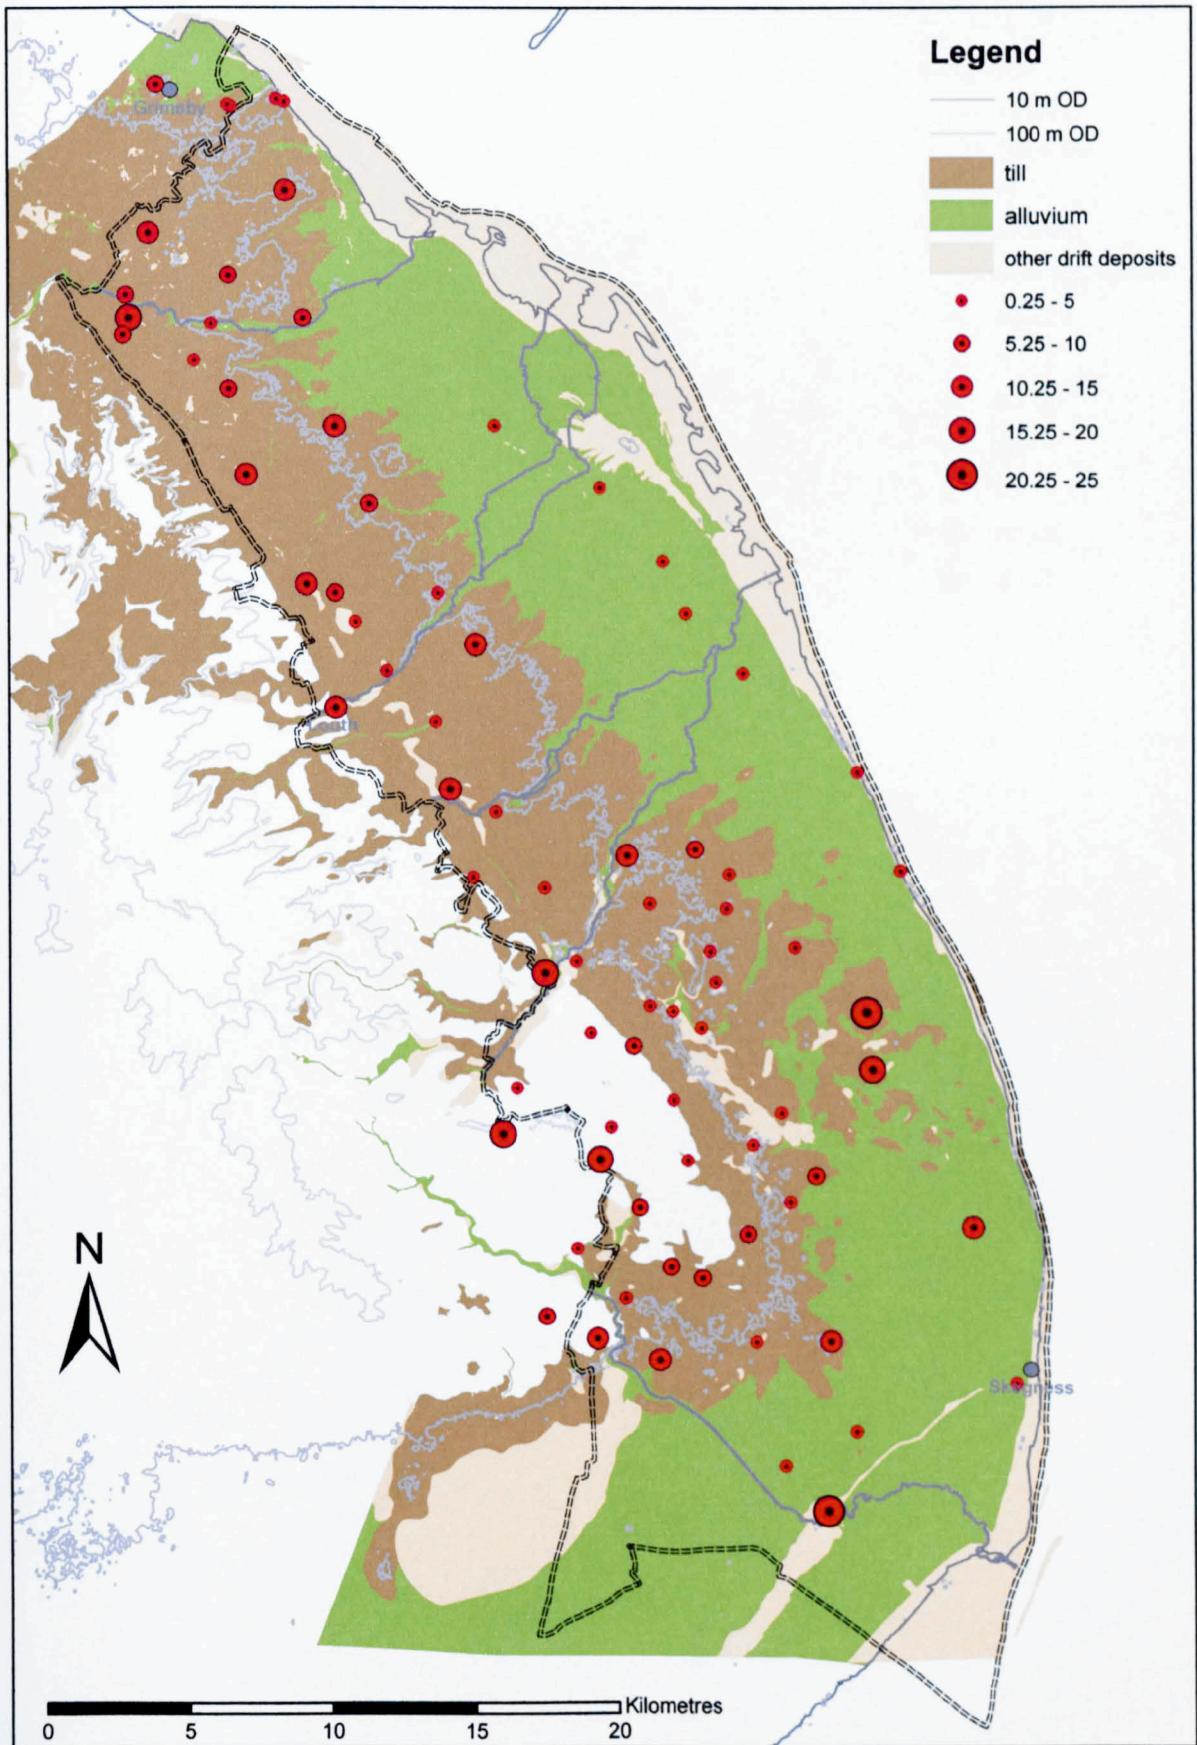 Legend
10 m OD
100 m OD
till
alluvium
other drift deposits
0.25 - 5
5.25 - 10
10.25 - 15
15.25 - 20
20.25 - 25
Grimsby
Louth
N
Skegness
Kilometres
0 5 10 15 20